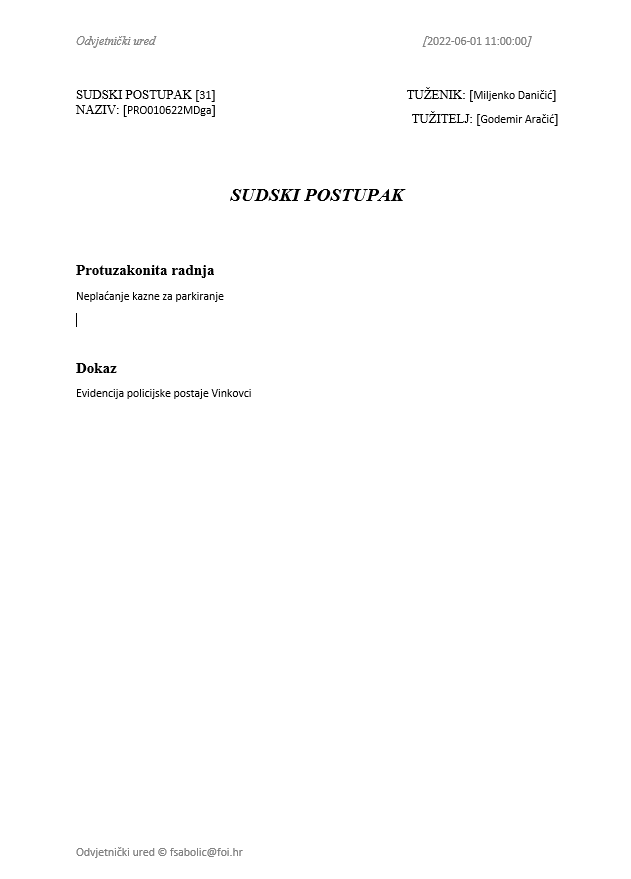 Odvjetnički ured [2022-06-01 11:00:00]
SUDSKI POSTUPAK [31] TUŽENIK: [Miljenko Daničić]
NAZIV: [PRO010622MDga]
TUŽITELJ: [Godemir Aračić]
SUDSKI POSTUPAK
Protuzakonita radnja
Neplaćanje kazne za parkiranje
Dokaz
Evidencija policijske postaje Vinkovci
Odvjetnički ured © fsabolic@foi.hr